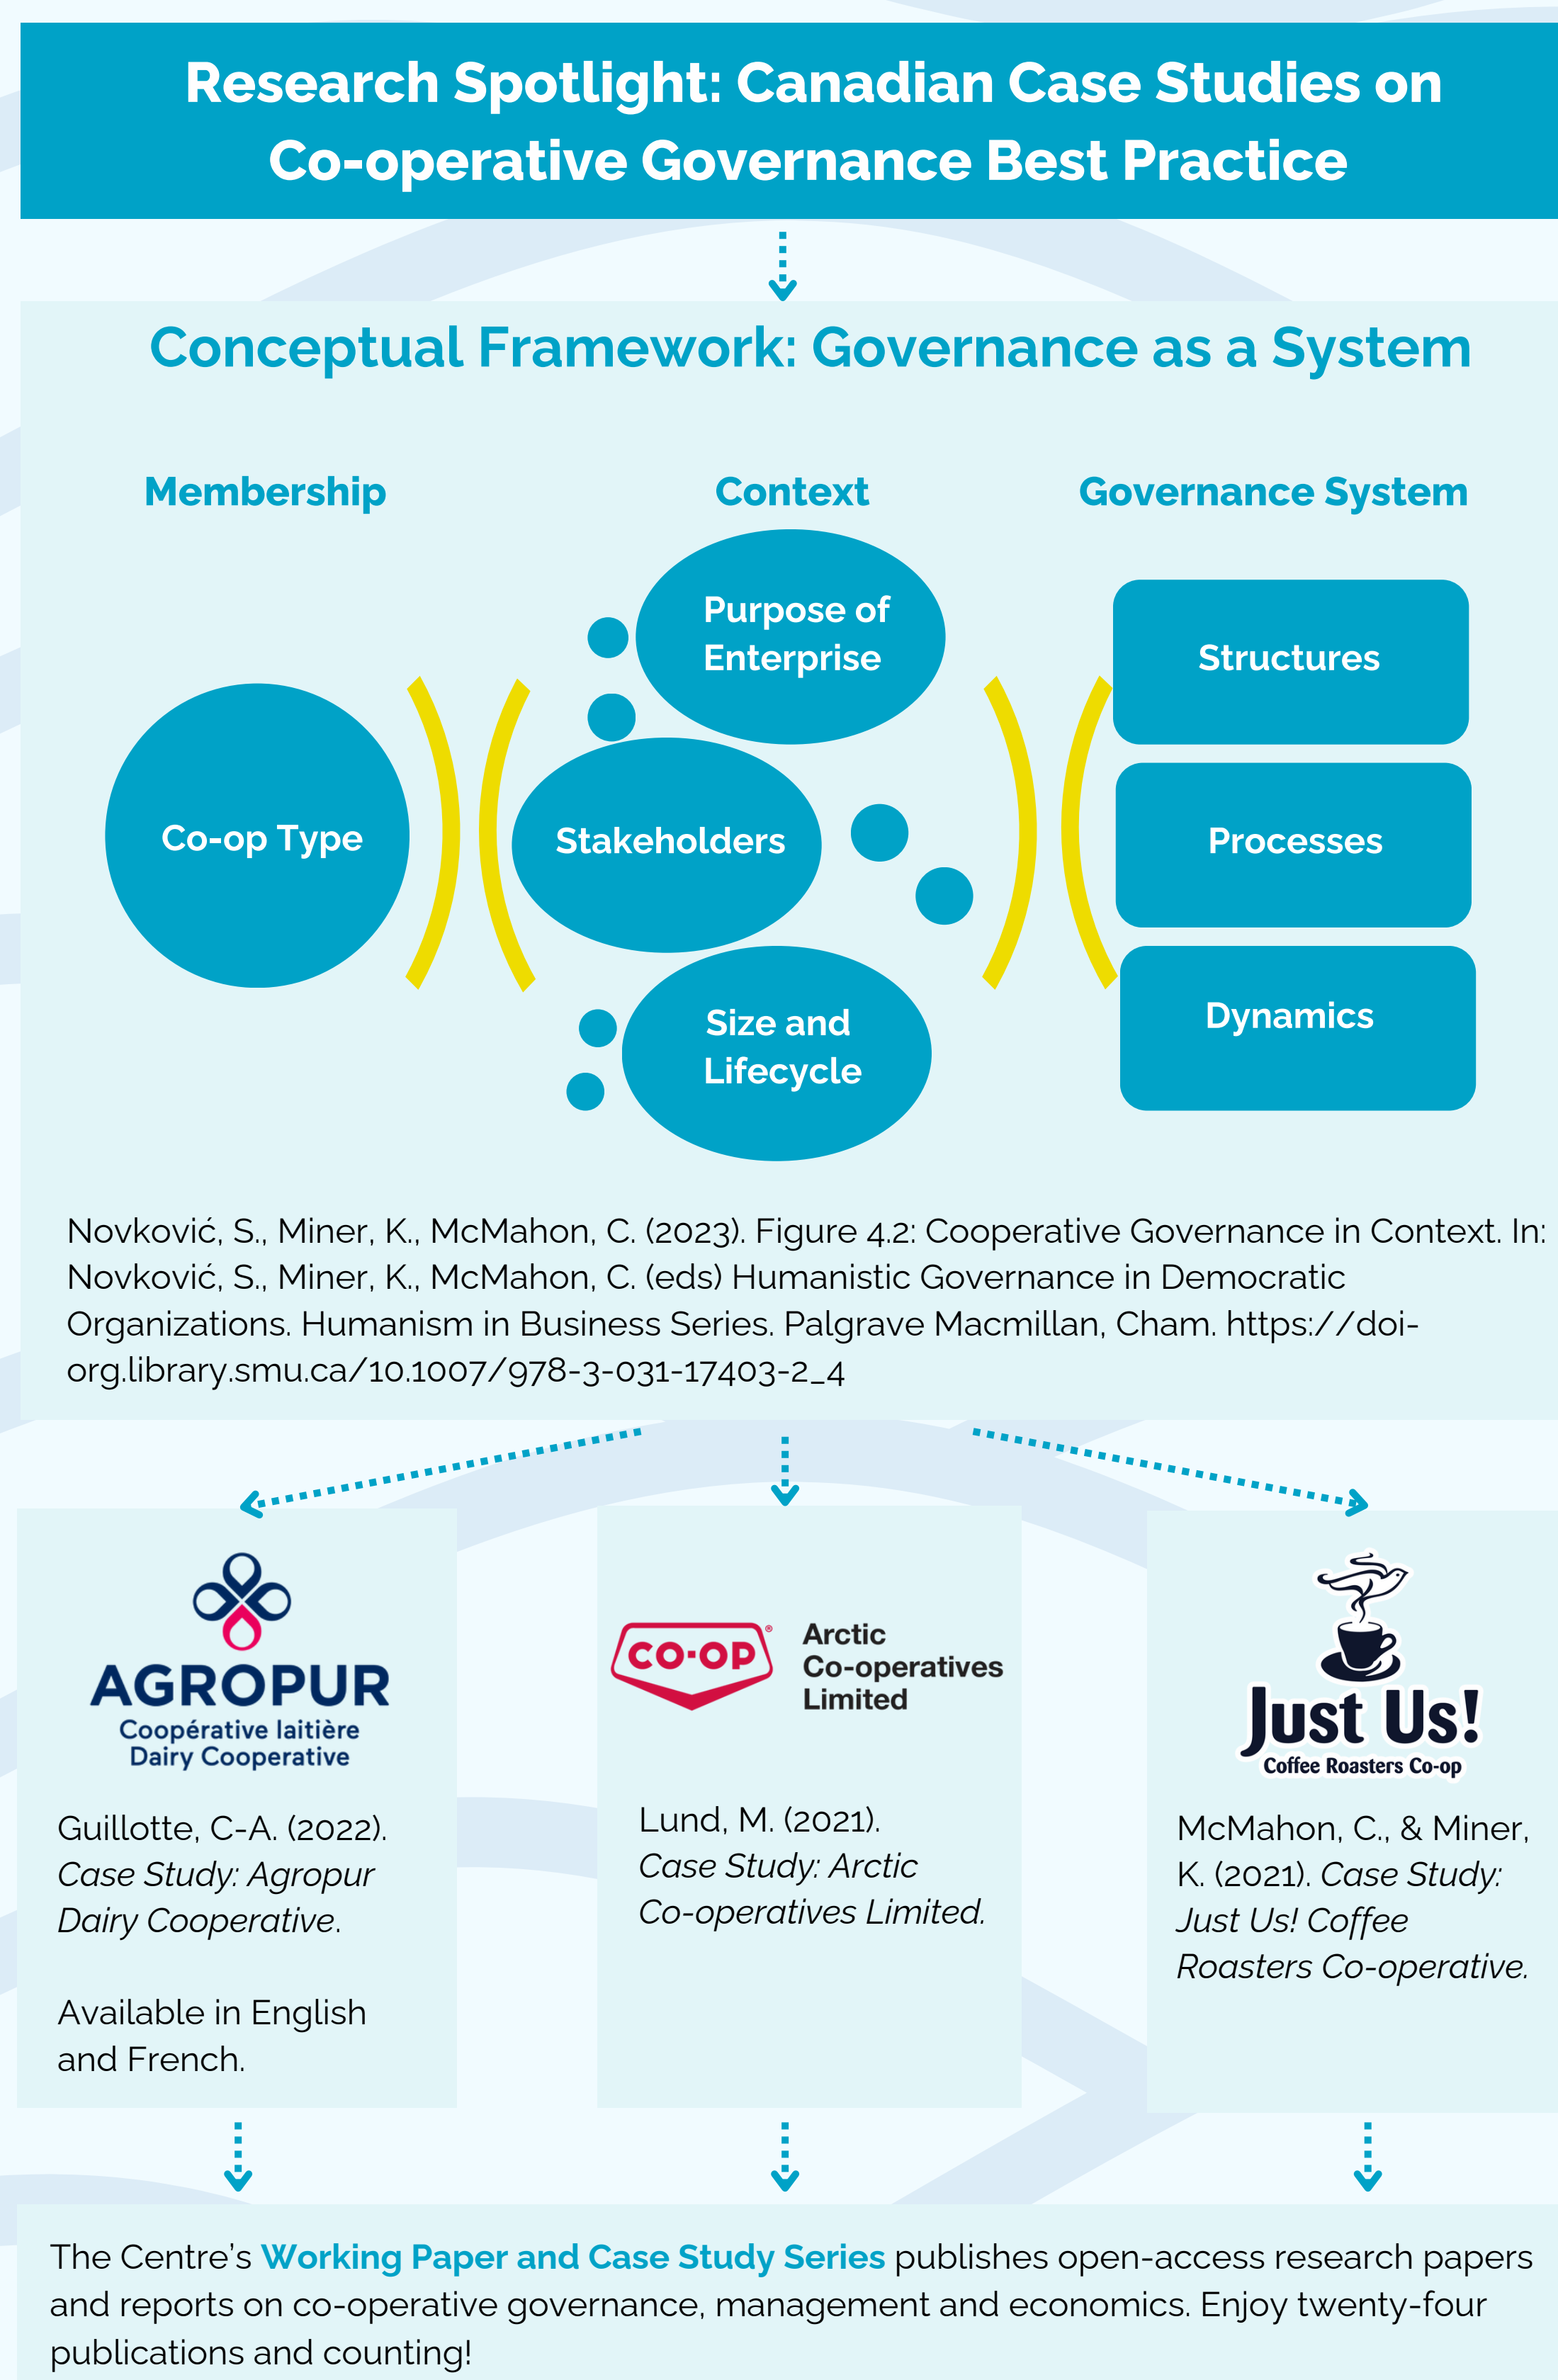 Research Spotlight: Canadian Case Studies on
Co-operative Governance Best Practice
Conceptual Framework: Governance as a System
Membership
Context
Governance System
Co-op Type
Purpose of
Enterprise
Stakeholders
Size and
Lifecycle
Structures
Processes
Dynamics
Novković, S., Miner, K., McMahon, C. (2023). Figure 4.2: Cooperative Governance in Context. In:
Novković, S., Miner, K., McMahon, C. (eds) Humanistic Governance in Democratic
Organizations. Humanism in Business Series. Palgrave Macmillan, Cham. https://doi-
org.library.smu.ca/10.1007/978-3-031-17403-2_4
AGROPUR
Coopérative laitière
Dairy Cooperative
Guillotte, C-A. (2022).
Case Study: Agropur
Dairy Cooperative.
Available in English
and French.
CO-OP®
Arctic
Co-operatives
Limited
Lund, M. (2021).
Case Study: Arctic
Co-operatives Limited.
Just Us!
Coffee Roasters Co-op
McMahon, C., & Miner,
K. (2021). Case Study:
Just Us! Coffee
Roasters Co-operative.
The Centre's Working Paper and Case Study Series publishes open-access research papers
and reports on co-operative governance, management and economics. Enjoy twenty-four
publications and counting!